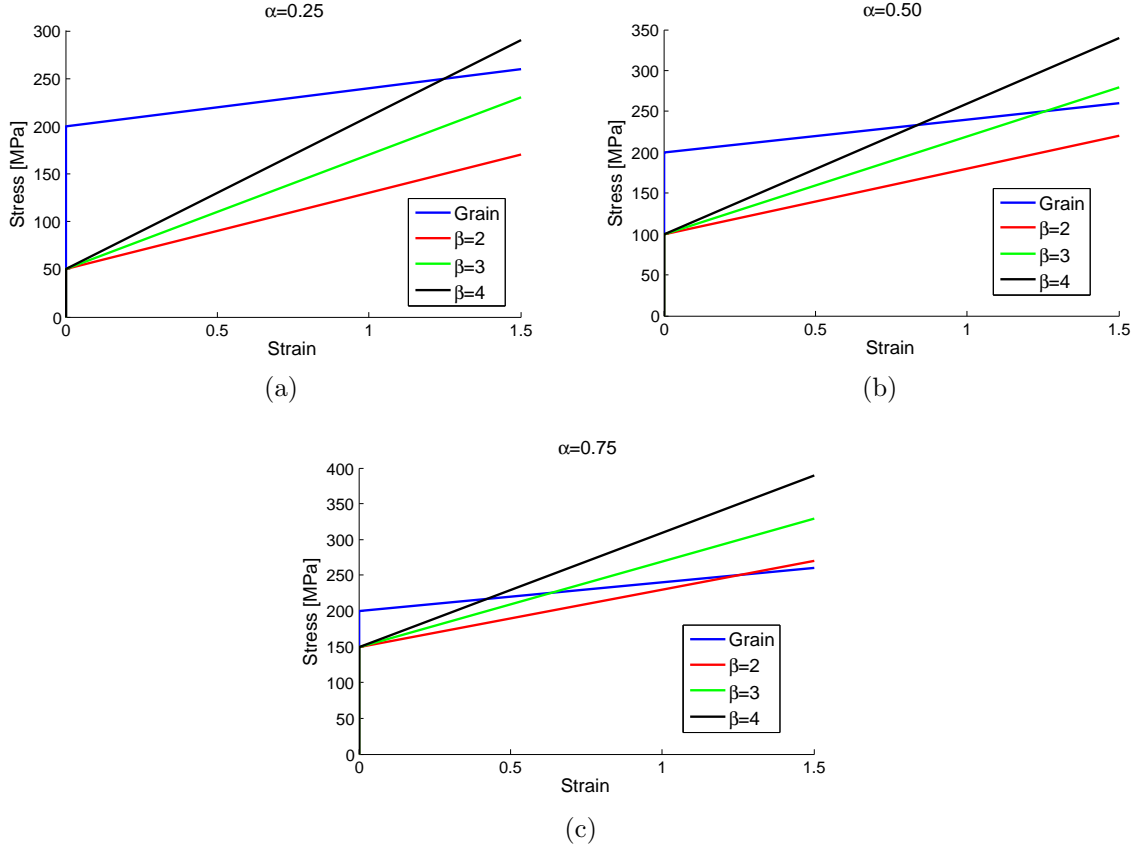 α=0.25
300
250
200
150
100
50
0
Stress [MPa]
Grain
β=2
β=3
β=4
0 0.5 1 1.5
Strain
(a)
α=0.50
350
300
250
200
150
100
50
0
Stress [MPa]
Grain
β=2
β=3
β=4
0 0.5 1 1.5
Strain
(b)
α=0.75
400
350
300
250
200
150
100
50
0
Stress [MPa]
Grain
β=2
β=3
β=4
0 0.5 1 1.5
Strain
(c)